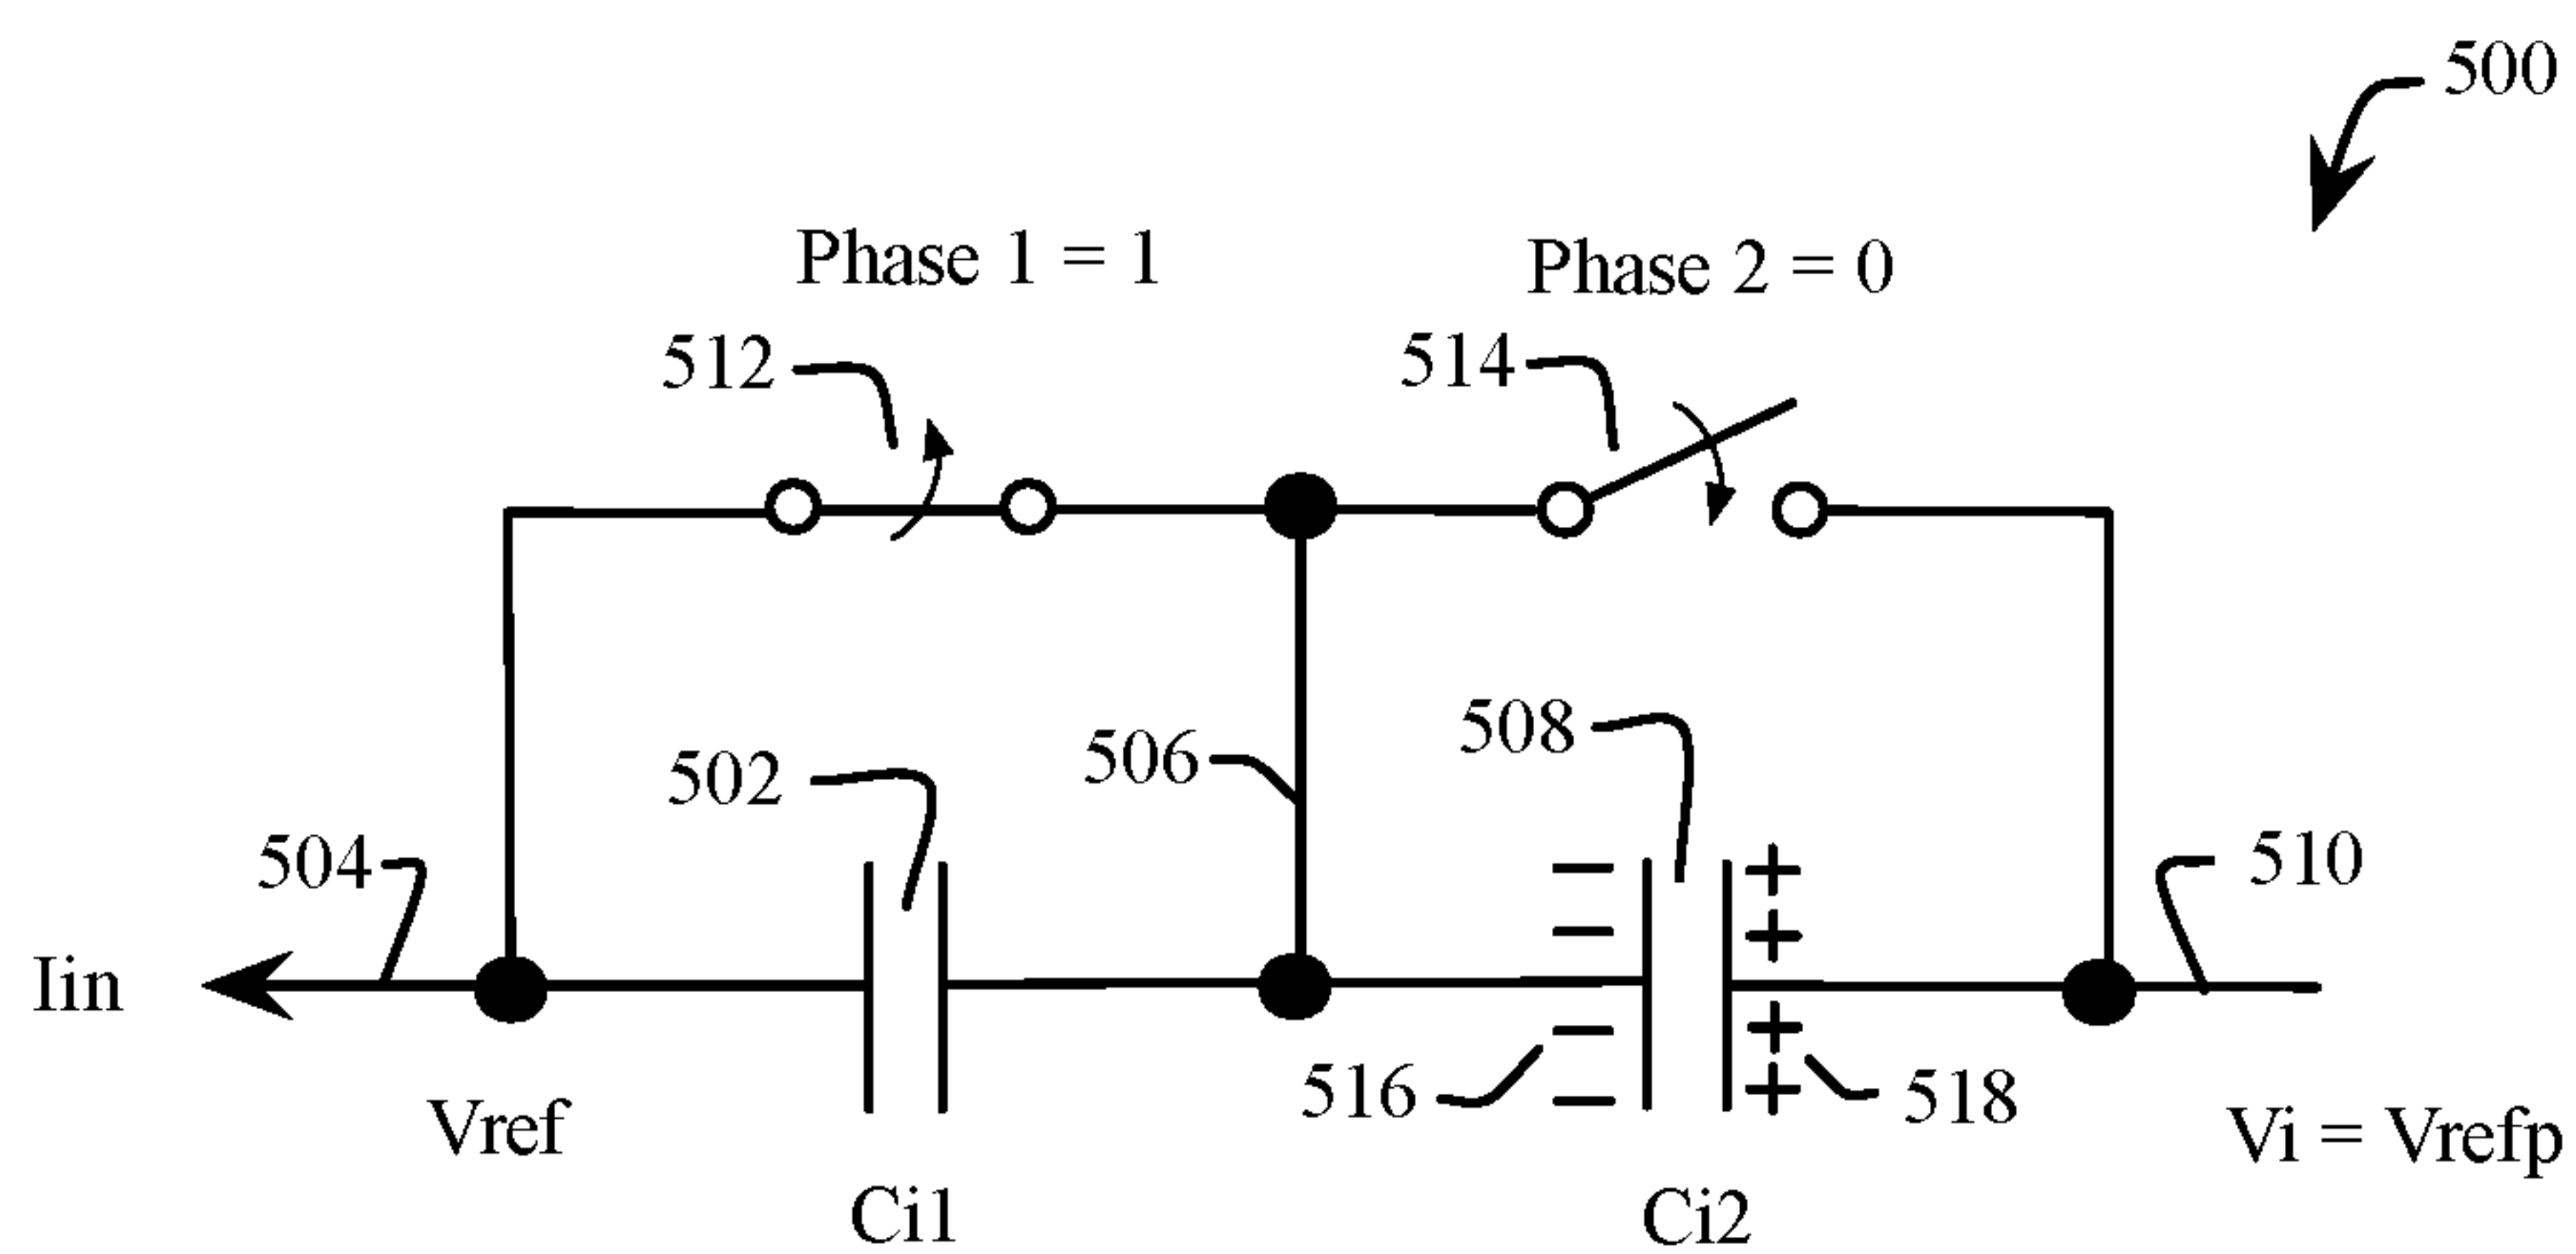 500
Phase 1 = 1
Phase 2 = 0
512
514
508
506
502
504
510
Iin
516
518
Vref
Vi = Vrefp
Ci1
Ci2